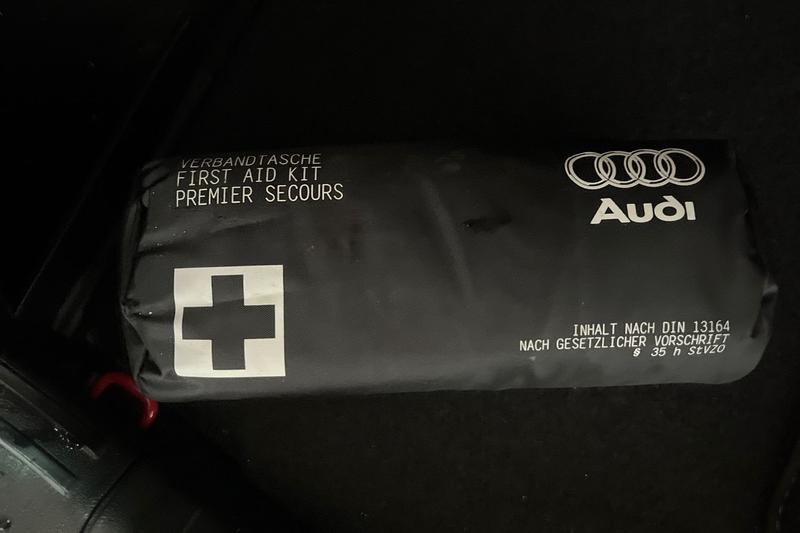 VERBANDTASCHE
FIRST AID KIT
PREMIER SECOURS
Audi
INHALT NACH DIN 13164
NACH GESETZLICHER VORSCHRIFT
§ 35 h StVZO